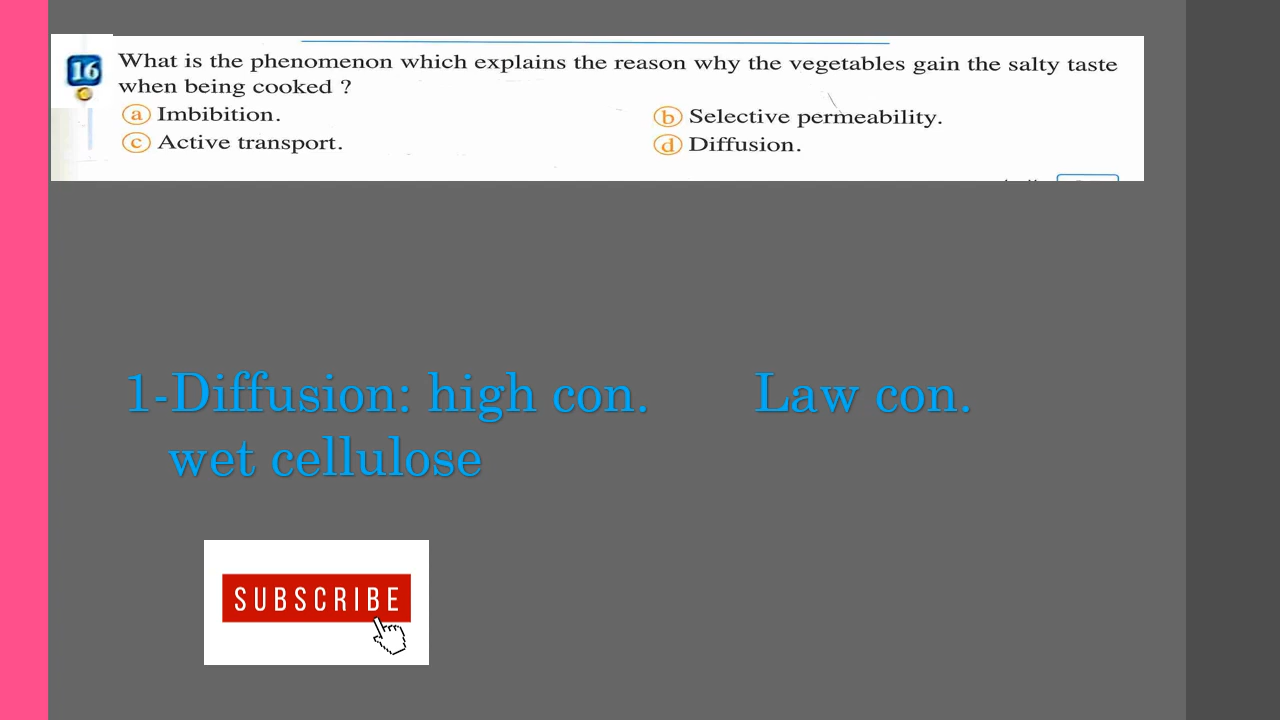 16 What is the phenomenon which explains the reason why the vegetables gain the salty taste
when being cooked ?
a Imbibition. b Selective permeability.
c Active transport. d Diffusion.
1-Diffusion: high con. Law con.
wet cellulose
SUBSCRIBE